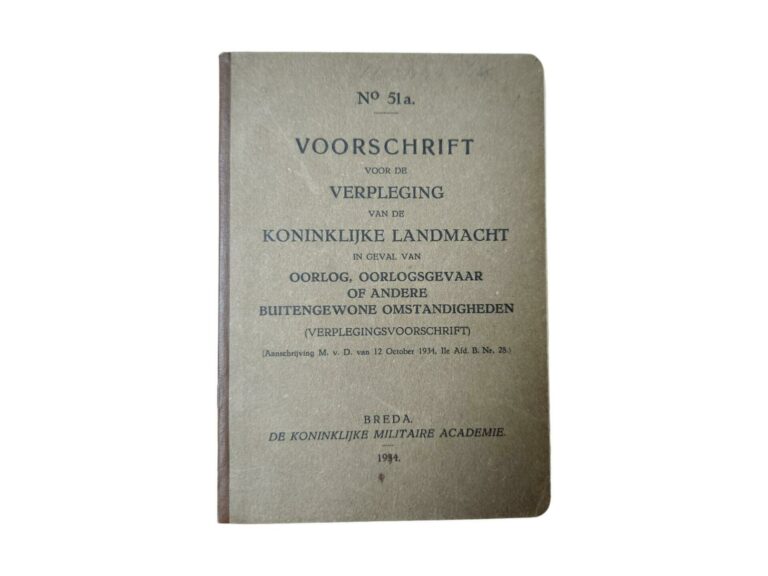 Nº 51a.
VOORSCHRIFT
VOOR DE
VERPLEGING
VAN DE
KONINKLIJKE LANDMACHT
IN GEVAL VAN
OORLOG, OORLOGSGEVAAR
OF ANDERE
BUITENGEWONE OMSTANDIGHEDEN
(VERPLEGINGSVOORSCHRIFT)
(Aanschrijving M. v. D. van 12 October 1934, IIe Afd. B. Nr. 28.)
BREDA.
DE KONINKLIJKE MILITAIRE ACADEMIE.
1934.